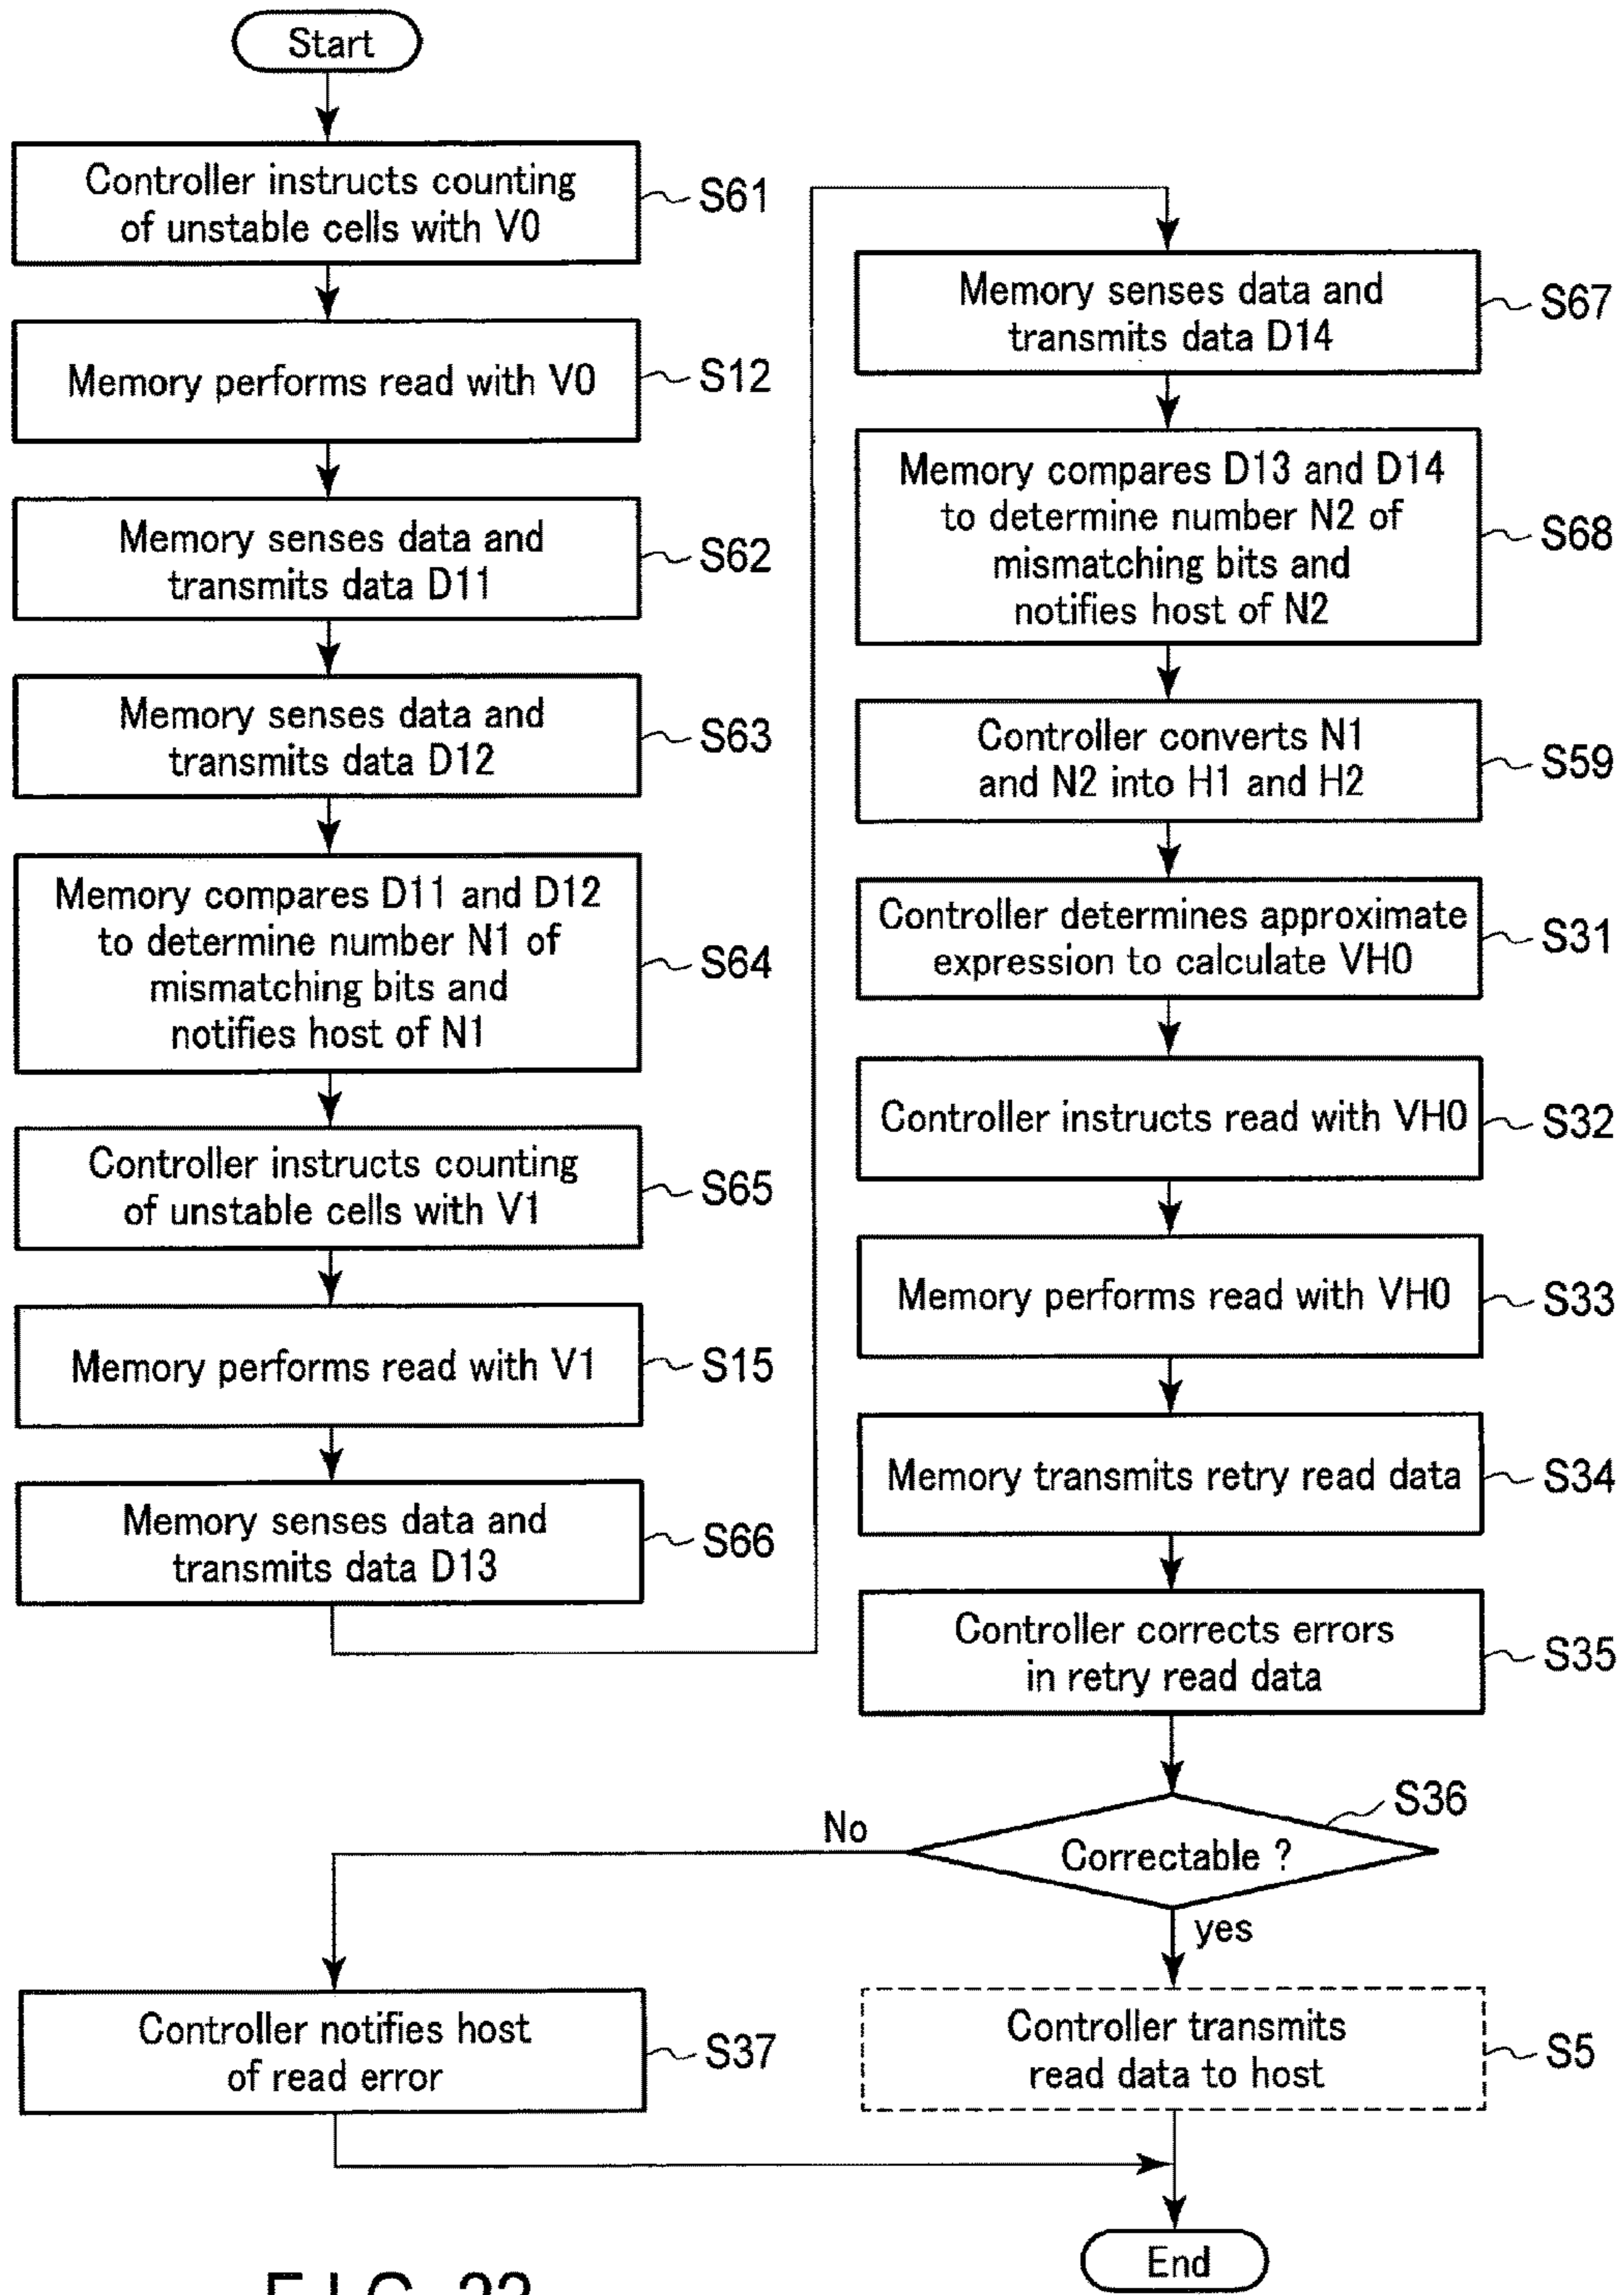 Start
Controller instructs counting
of unstable cells with V0
S61
Memory performs read with V0
S12
Memory senses data and
transmits data D11
S62
Memory senses data and
transmits data D12
S63
Memory compares D11 and D12
to determine number N1 of
mismatching bits and
notifies host of N1
S64
Controller instructs counting
of unstable cells with V1
S65
Memory performs read with V1
S15
Memory senses data and
transmits data D13
S66
Memory senses data and
transmits data D14
S67
Memory compares D13 and D14
to determine number N2 of
mismatching bits and
notifies host of N2
S68
Controller converts N1
and N2 into H1 and H2
S59
Controller determines approximate
expression to calculate VH0
S31
Controller instructs read with VH0
S32
Memory performs read with VH0
S33
Memory transmits retry read data
S34
Controller corrects errors
in retry read data
S35
Correctable ?
S36
No
yes
Controller notifies host
of read error
S37
Controller transmits
read data to host
S5
End